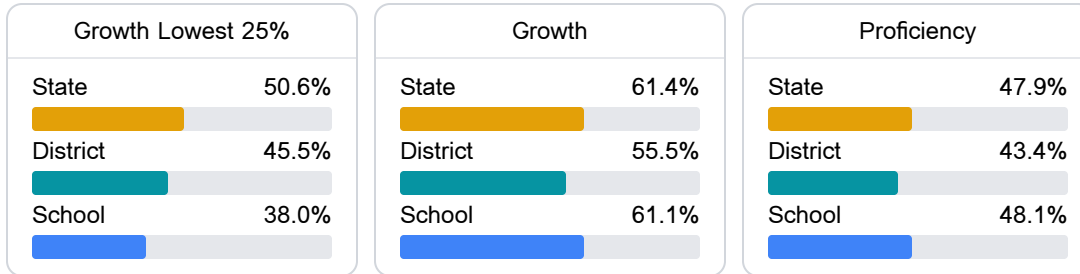 Growth Lowest 25%
State 50.6%
District 45.5%
School 38.0%
Growth
State 61.4%
District 55.5%
School 61.1%
Proficiency
State 47.9%
District 43.4%
School 48.1%